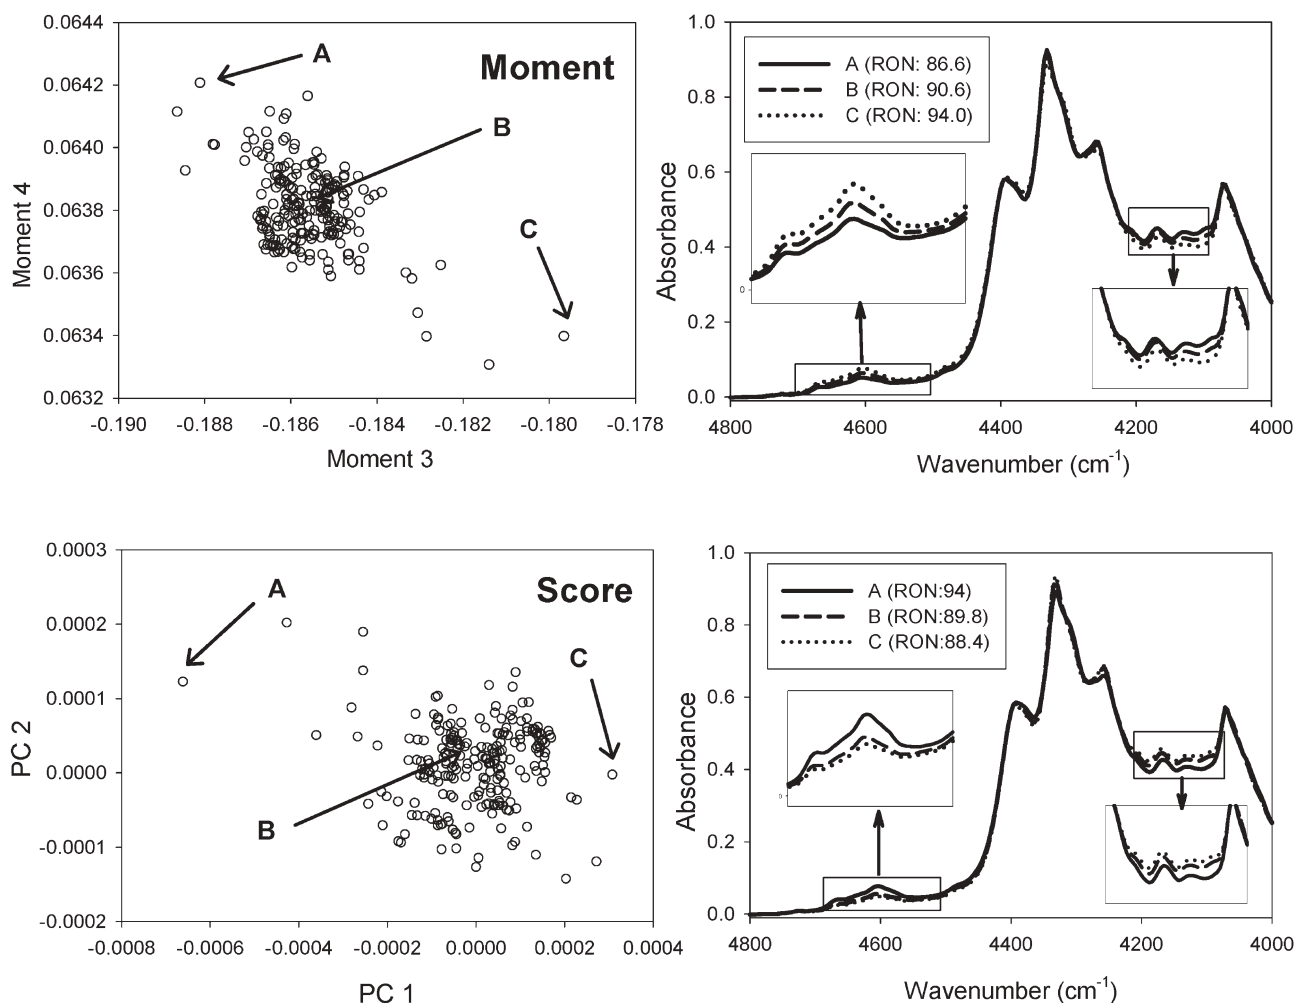 0.0644
0.0642
0.0640
0.0638
0.0636
0.0634
0.0632
Moment 4
A
Moment
B
C
-0.190 -0.188 -0.186 -0.184 -0.182 -0.180 -0.178
Moment 3
1.0
0.8
0.6
0.4
0.2
0.0
Absorbance
A (RON: 86.6)
B (RON: 90.6)
C (RON: 94.0)
0
4800 4600 4400 4200 4000
Wavenumber (cm-1)
0.0003
0.0002
0.0001
0.0000
-0.0001
-0.0002
PC 2
A
Score
C
B
-0.0008 -0.0006 -0.0004 -0.0002 0.0000 0.0002 0.0004
PC 1
1.0
0.8
0.6
0.4
0.2
0.0
Absorbance
A (RON:94)
B (RON:89.8)
C (RON:88.4)
0
4800 4600 4400 4200 4000
Wavenumber (cm-1)